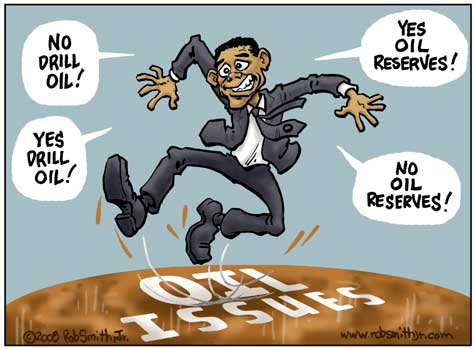 NO
DRILL
OIL!
YES
OIL
RESERVES!
YES
DRILL
OIL!
NO
OIL
RESERVES!
OIL
ISSUES
©2008 RobSmithJr.
www.robsmithjr.com